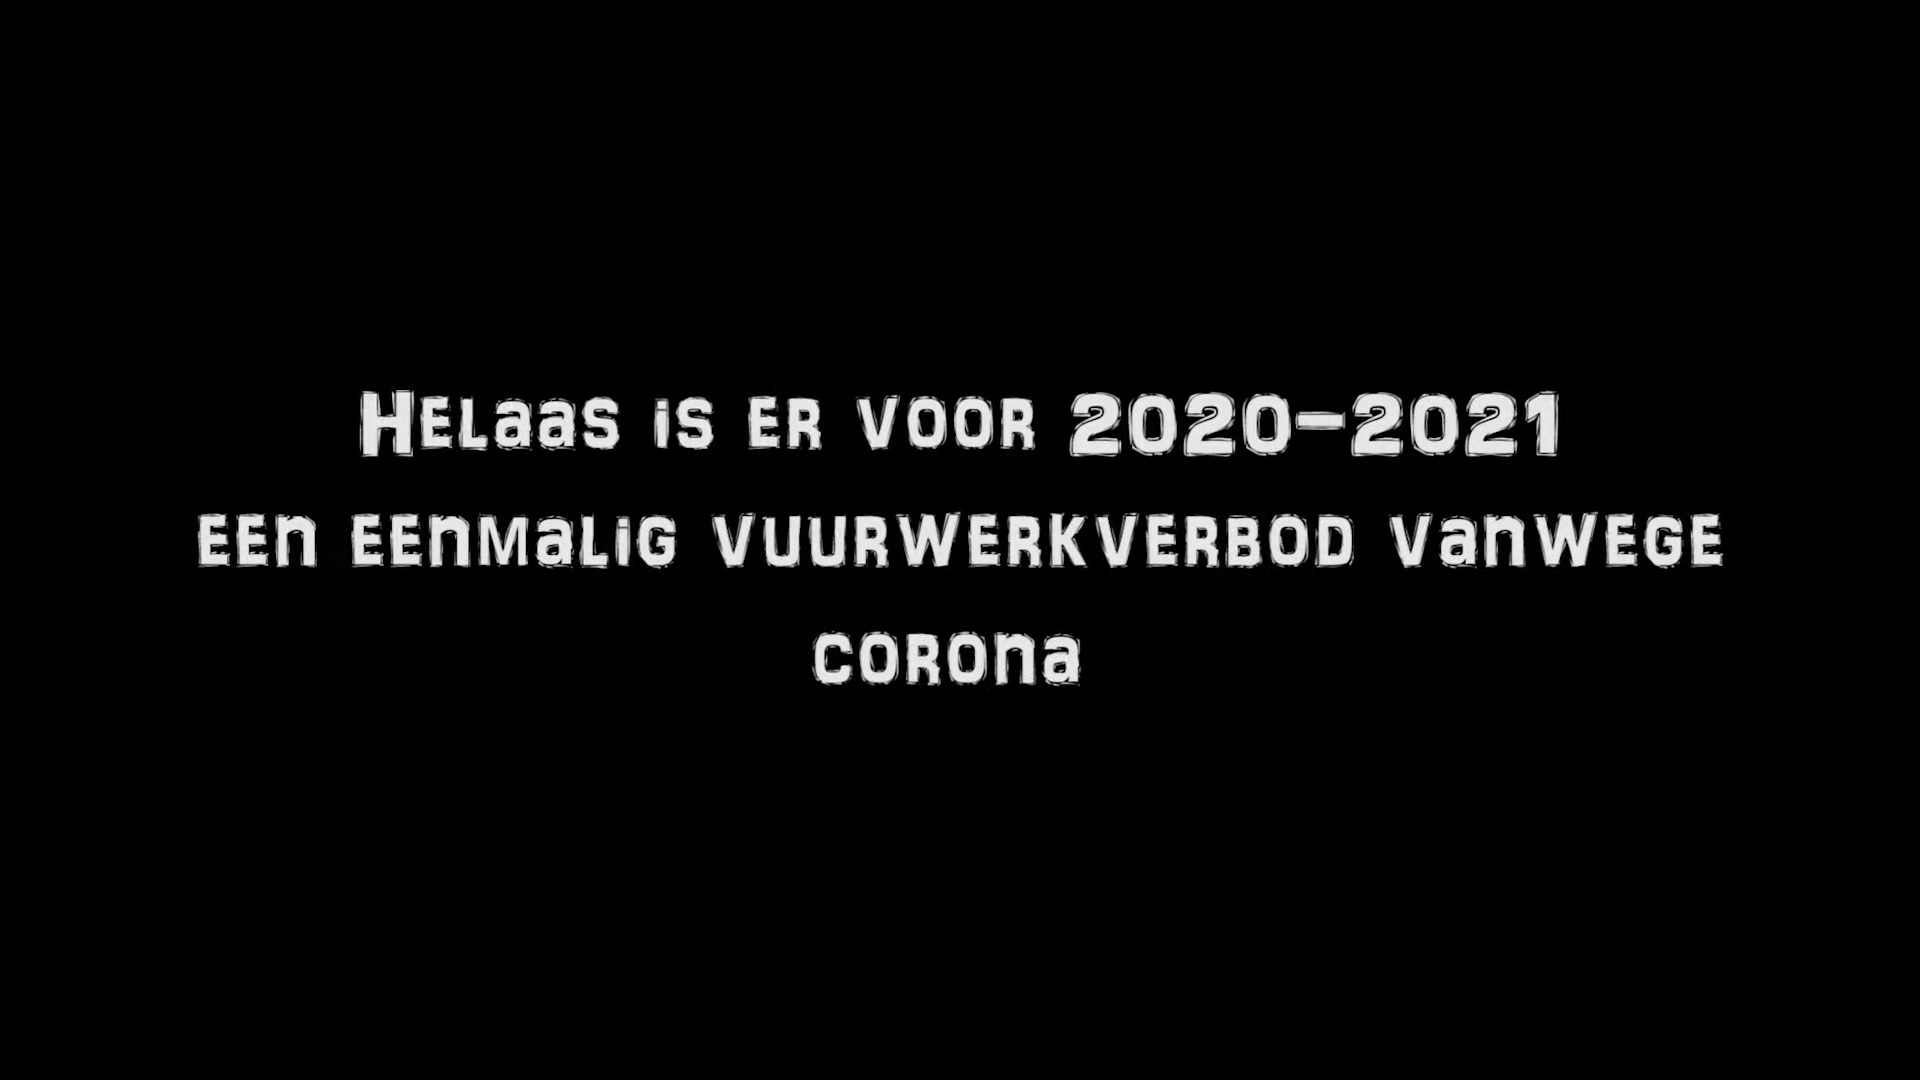 Helaas is er voor 2020-2021
een eenmalig vuurwerkverbod vanwege
corona